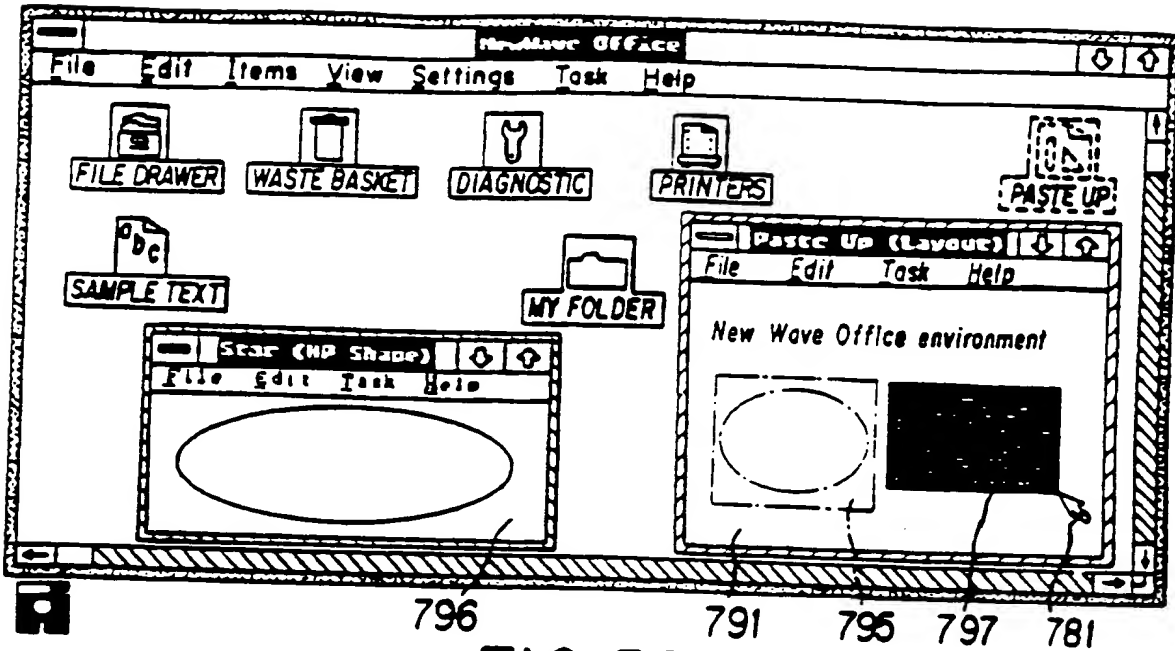 NewWave Office
File Edit Items View Settings Task Help
FILE DRAWER WASTE BASKET DIAGNOSTIC PRINTERS PASTE UP
abc
SAMPLE TEXT MY FOLDER
Paste Up (Layout)
File Edit Task Help
New Wave Office environment
Star (HP Shape)
File Edit Task Help
796 791 795 797 781